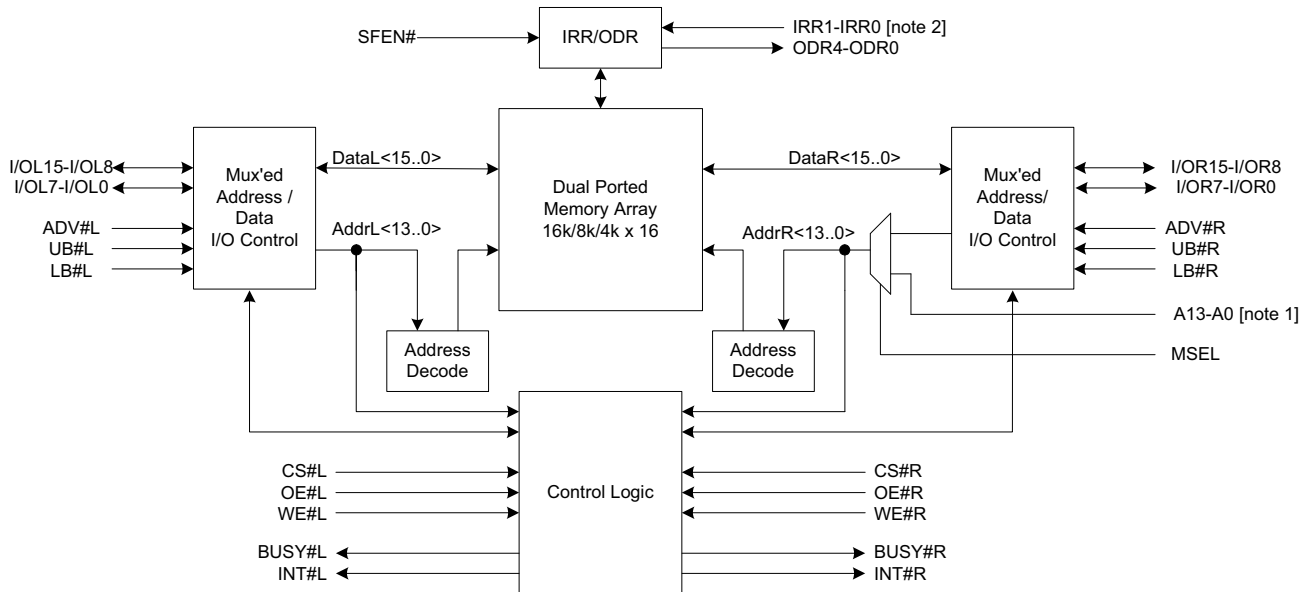 SFEN#
IRR/ODR
IRR1-IRR0 [note 2]
ODR4-ODR0
I/OL15-I/OL8
I/OL7-I/OL0
ADV#L
UB#L
LB#L
Mux'ed
Address /
Data
I/O Control
DataL<15..0>
AddrL<13..0>
Dual Ported
Memory Array
16k/8k/4k x 16
DataR<15..0>
AddrR<13..0>
Mux'ed
Address/
Data
I/O Control
I/OR15-I/OR8
I/OR7-I/OR0
ADV#R
UB#R
LB#R
A13-A0 [note 1]
MSEL
Address
Decode
Address
Decode
Control Logic
CS#L
OE#L
WE#L
BUSY#L
INT#L
CS#R
OE#R
WE#R
BUSY#R
INT#R